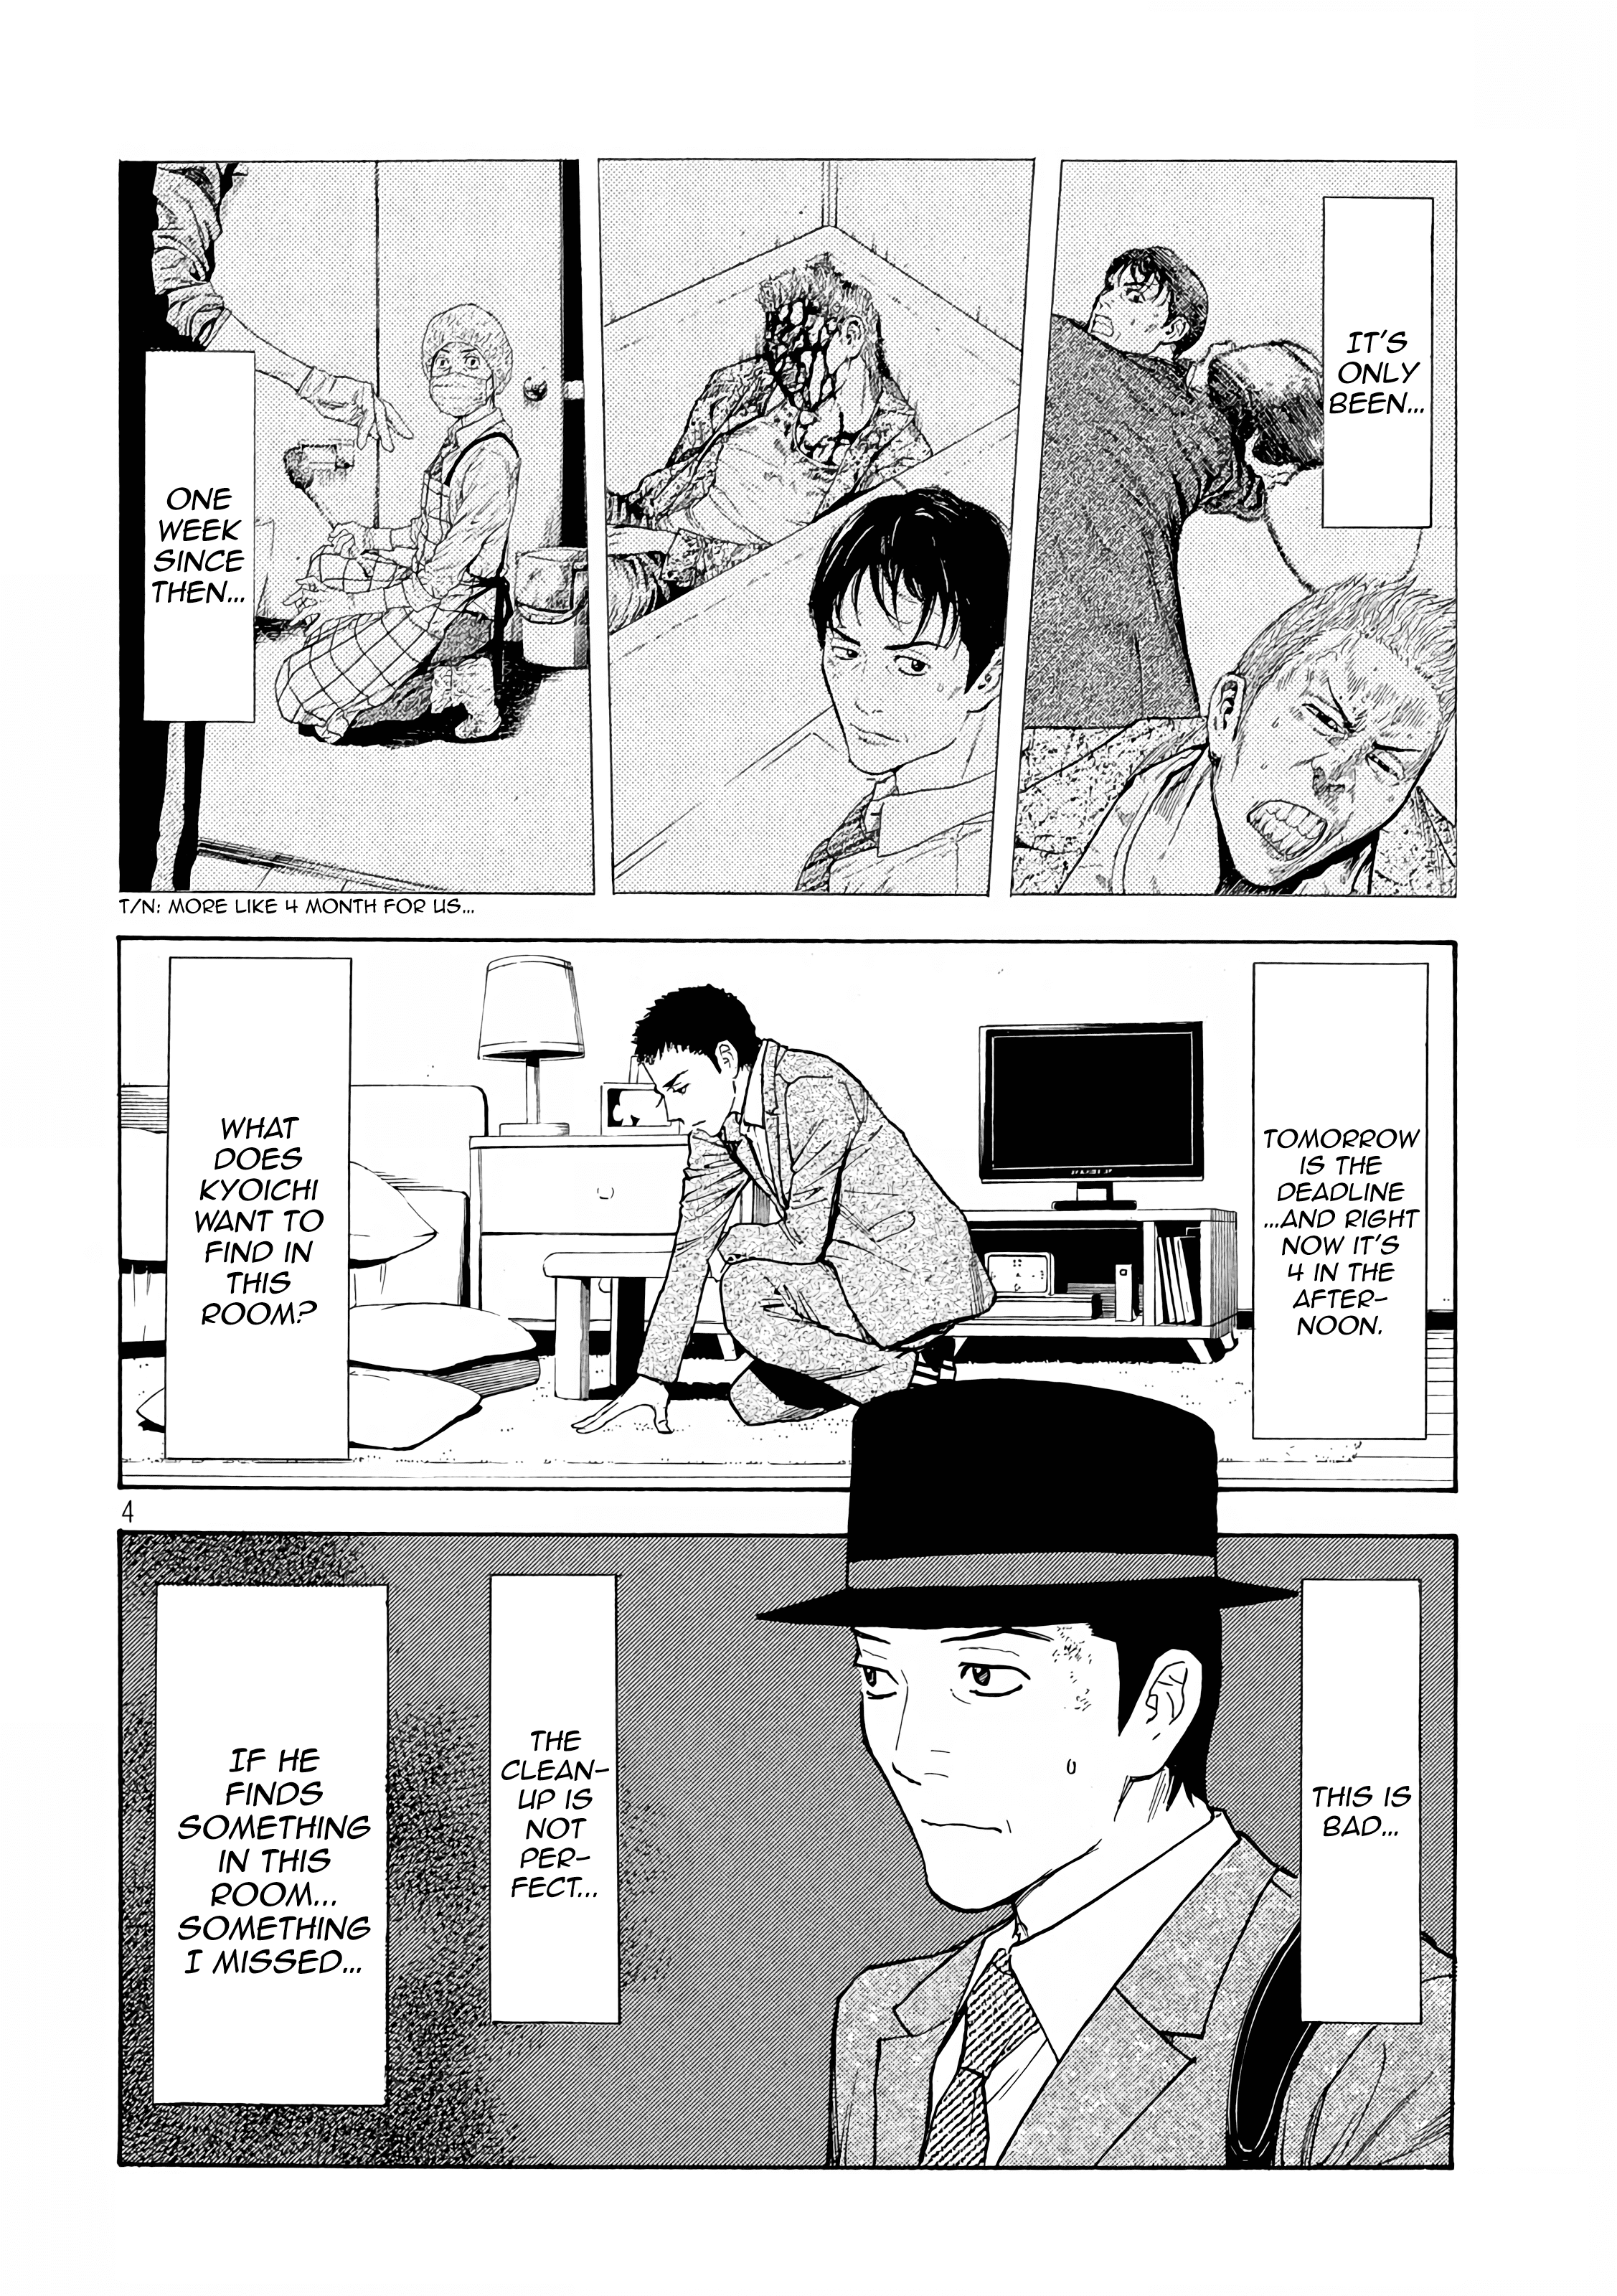 IT'S
ONLY
BEEN...
ONE
WEEK
SINCE
THEN...
T/N: MORE LIKE 4 MONTH FOR US...
TOMORROW
IS THE
DEADLINE
...AND RIGHT
NOW IT'S
4 IN THE
AFTER-
NOON.
WHAT
DOES
KYOICHI
WANT TO
FIND IN
THIS
ROOM?
4
THIS IS
BAD...
THE
CLEAN-
UP IS
NOT
PER-
FECT...
IF HE
FINDS
SOMETHING
IN THIS
ROOM...
SOMETHING
I MISSED...